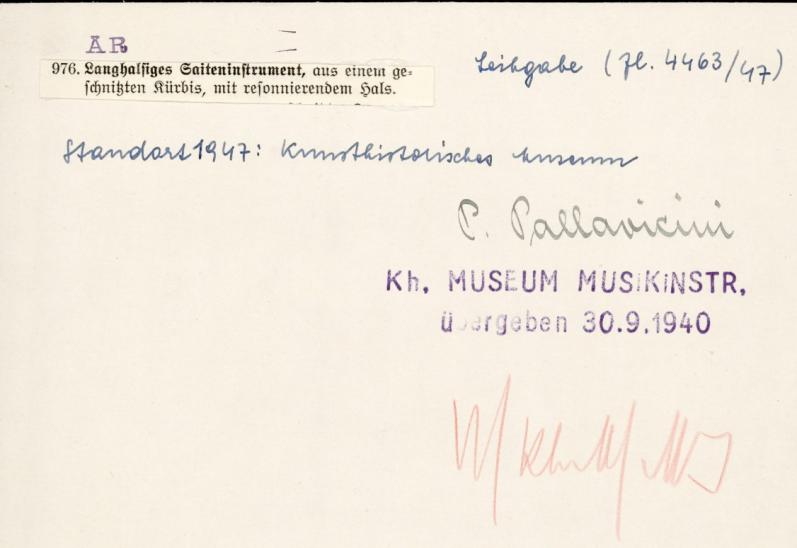 AR
976. Langhalsiges Saiteninstrument, aus einem ge=
schnitzten Kürbis, mit resonnierendem Hals.
Leihgabe (Zl. 4463/47)
Standort 1947: Kunsthistorisches Museum
P. Pallavicini
Kh. MUSEUM MUSIKINSTR,
übergeben 30.9.1940